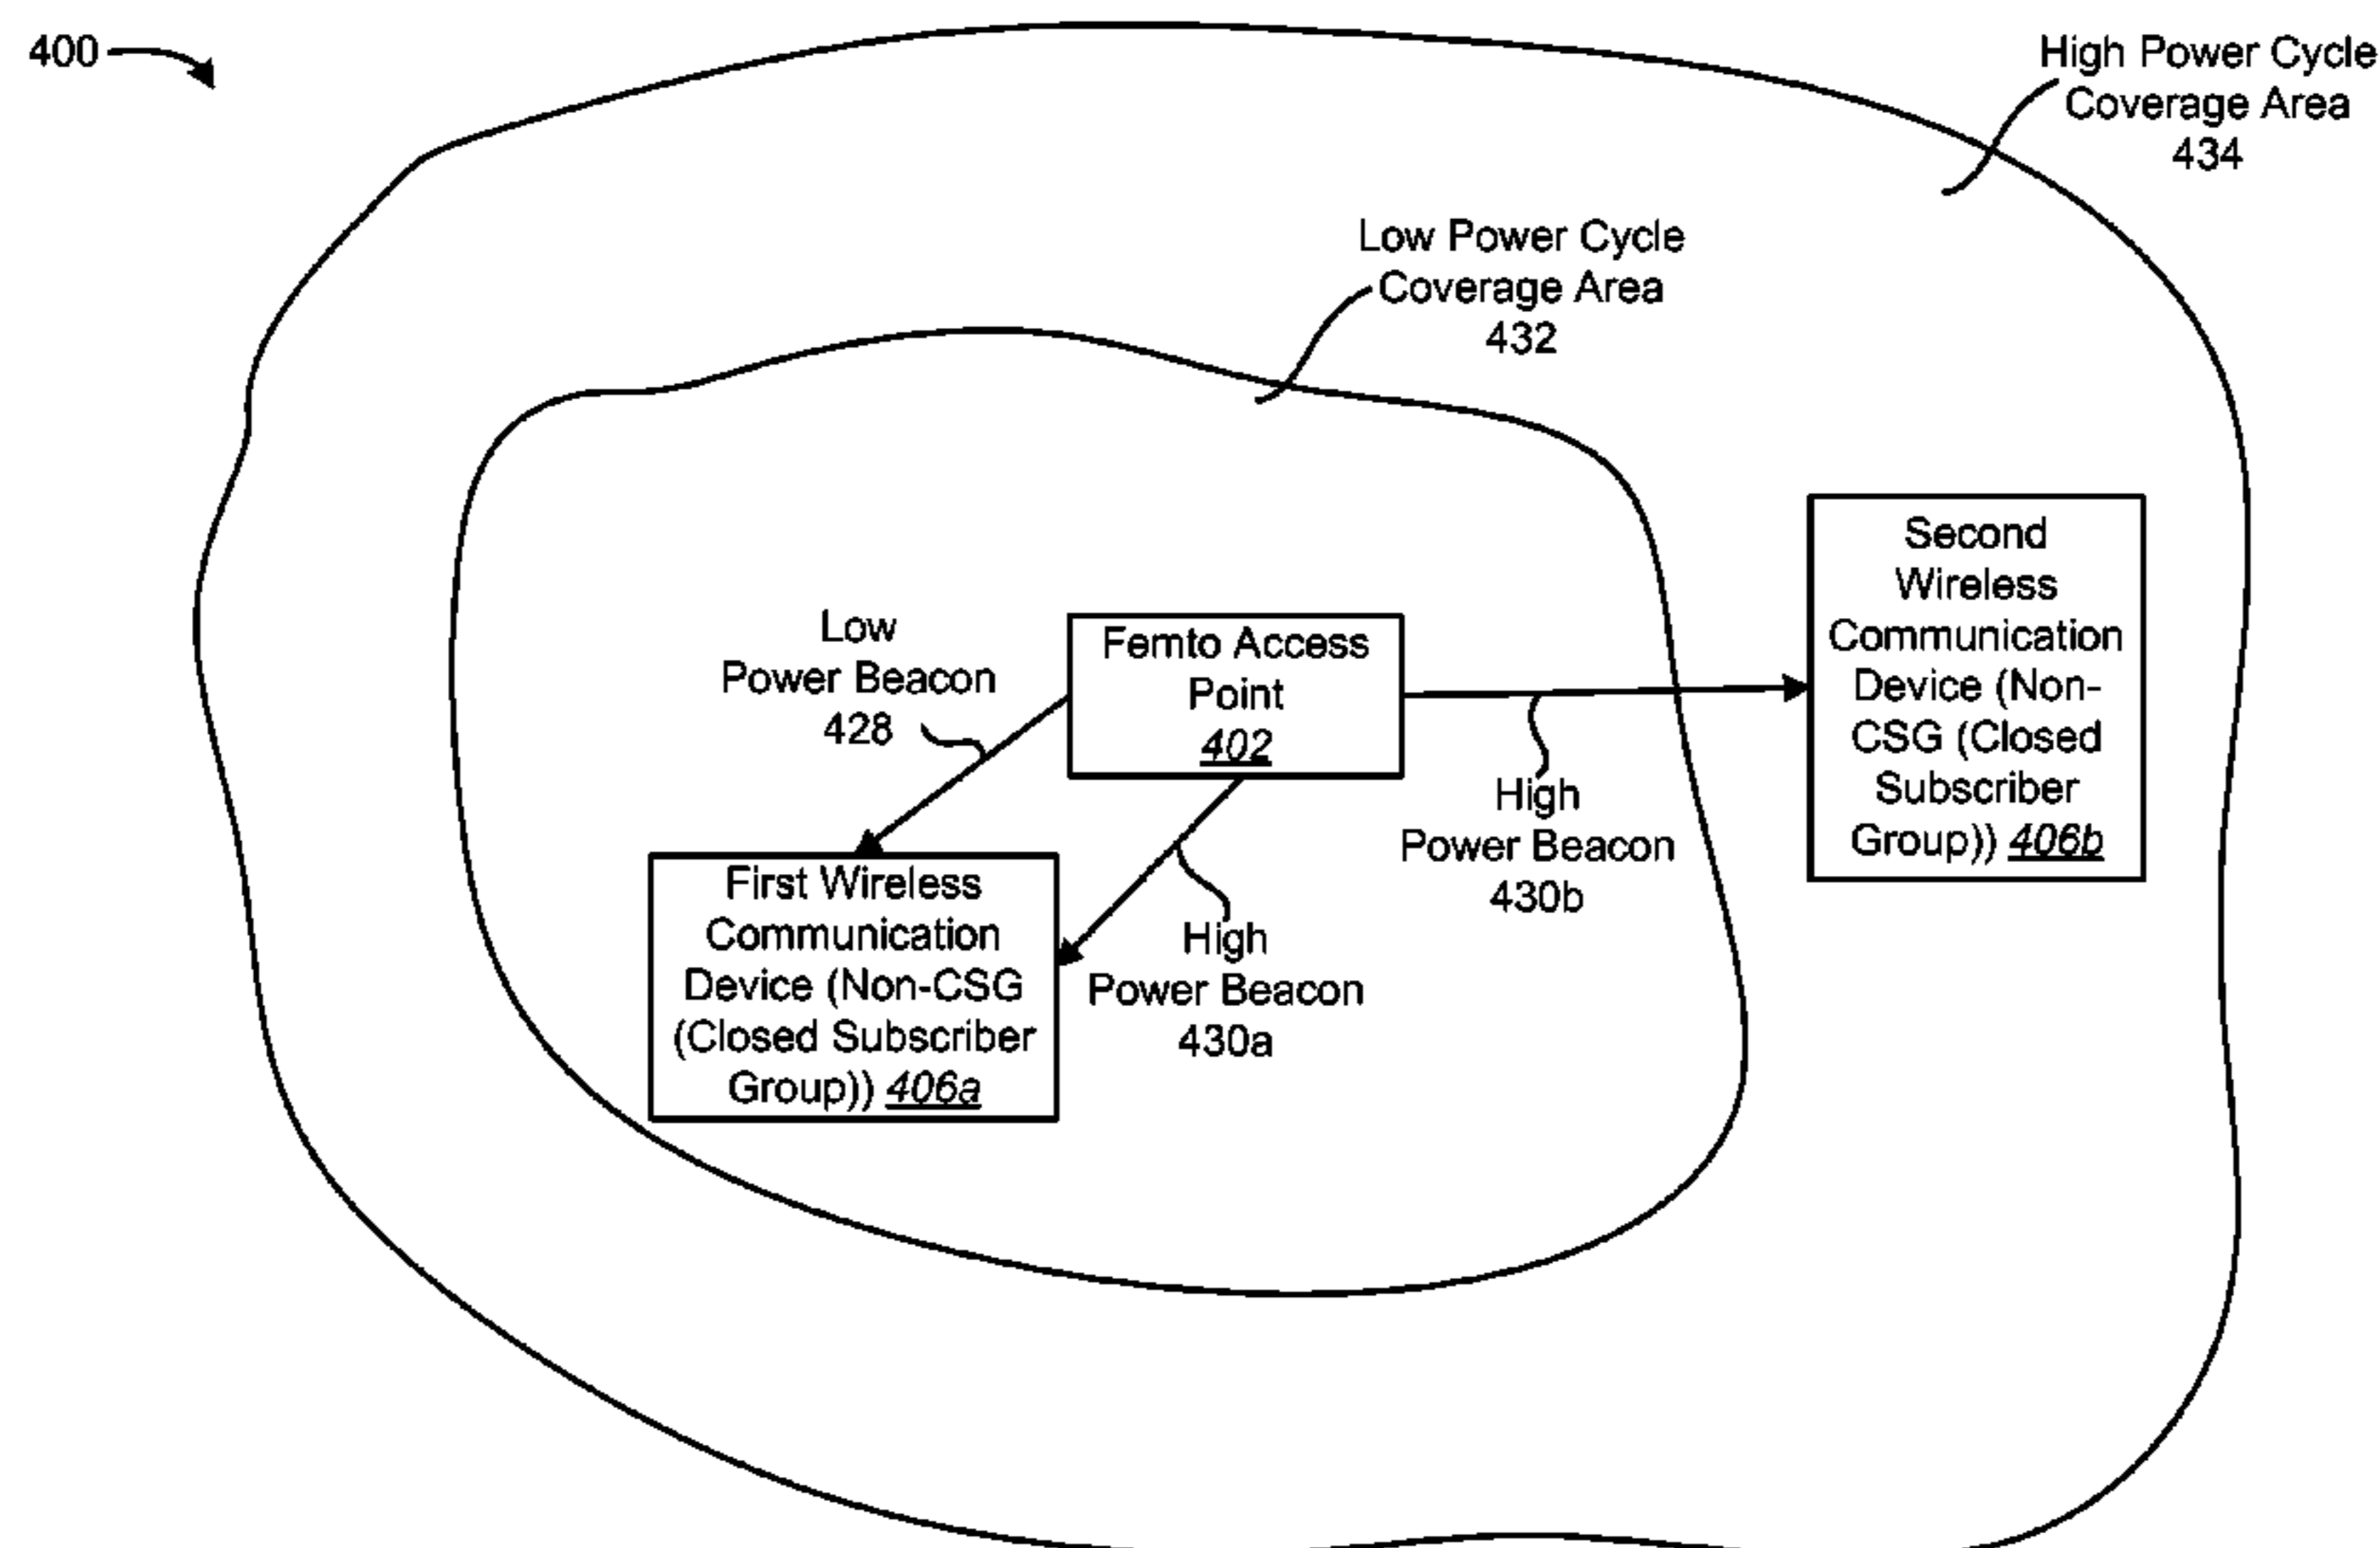 400
High Power Cycle
Coverage Area
434
Low Power Cycle
Coverage Area
432
Low
Power Beacon
428
Femto Access
Point
402
High
Power Beacon
430b
Second
Wireless
Communication
Device (Non-
CSG (Closed
Subscriber
Group)) 406b
First Wireless
Communication
Device (Non-CSG
(Closed Subscriber
Group)) 406a
High
Power Beacon
430a